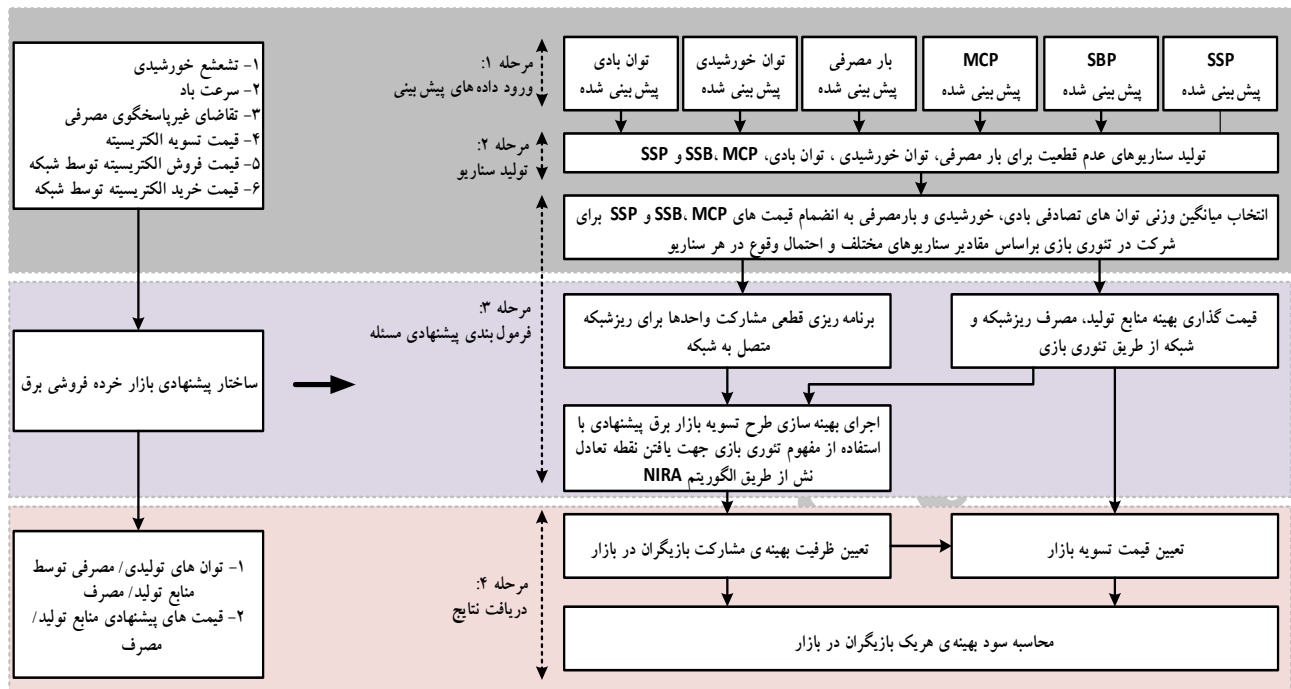 SSP
پیش‌بینی شده
SBP
پیش‌بینی شده
MCP
پیش‌بینی شده
بار مصرفی
پیش‌بینی شده
توان خورشیدی
پیش‌بینی شده
توان بادی
پیش‌بینی شده
مرحله ۱:
ورود داده‌های پیش‌بینی
۱- تشعشع خورشیدی
۲- سرعت باد
۳- تقاضای غیرپاسخگوی مصرفی
۴- قیمت تسویه الکتریسیته
۵- قیمت فروش الکتریسیته توسط شبکه
۶- قیمت خرید الکتریسیته توسط شبکه
تولید سناریوهای عدم قطعیت برای بار مصرفی، توان خورشیدی ، توان بادی، SSB، MCP و SSP
مرحله ۲:
تولید سناریو
انتخاب میانگین وزنی توان های تصادفی بادی، خورشیدی و بارمصرفی به انضمام قیمت های SSB، MCP و SSP برای
شرکت در تئوری بازی براساس مقادیر سناریوهای مختلف و احتمال وقوع در هر سناریو
مرحله ۳:
فرمول‌بندی پیشنهادی مسئله
قیمت گذاری بهینه منابع تولید، مصرف ریزشبکه و
شبکه از طریق تئوری بازی
برنامه ریزی قطعی مشارکت واحدها برای ریزشبکه
متصل به شبکه
ساختار پیشنهادی بازار خرده فروشی برق
اجرای بهینه سازی طرح تسویه بازار برق پیشنهادی با
استفاده از مفهوم تئوری بازی جهت یافتن نقطه تعادل
نش از طریق الگوریتم NIRA
تعیین قیمت تسویه بازار
تعیین ظرفیت بهینه ی مشارکت بازیگران در بازار
مرحله ۴:
دریافت نتایج
۱- توان های تولیدی/ مصرفی توسط
منابع تولید/ مصرف
۲- قیمت های پیشنهادی منابع تولید/
مصرف
محاسبه سود بهینه ی هریک بازیگران در بازار